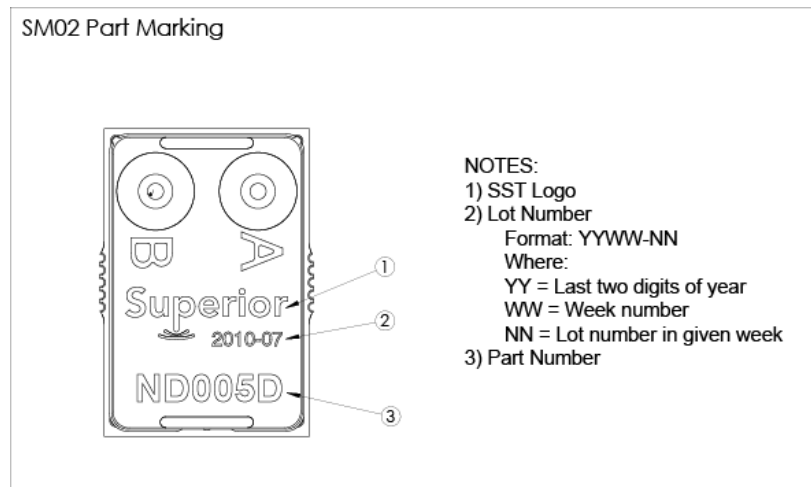 SM02 Part Marking
B A
Superior
2010-07
ND005D
1
2
3
NOTES:
1) SST Logo
2) Lot Number
Format: YYWW-NN
Where:
YY = Last two digits of year
WW = Week number
NN = Lot number in given week
3) Part Number